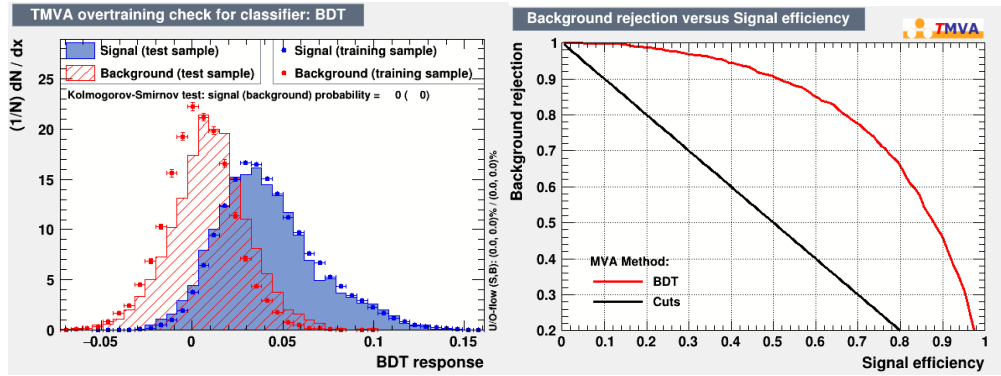 TMVA overtraining check for classifier: BDT
Signal (test sample)
Background (test sample)
Signal (training sample)
Background (training sample)
Kolmogorov-Smirnov test: signal (background) probability = 0 ( 0)
(1/N) dN / dx
25
20
15
10
5
0
−0.05 0 0.05 0.1 0.15
BDT response
U/O-flow (S,B): (0.0, 0.0)% / (0.0, 0.0)%
Background rejection versus Signal efficiency
TMVA
Background rejection
1
0.9
0.8
0.7
0.6
0.5
0.4
0.3
0.2
MVA Method:
BDT
Cuts
0 0.1 0.2 0.3 0.4 0.5 0.6 0.7 0.8 0.9 1
Signal efficiency